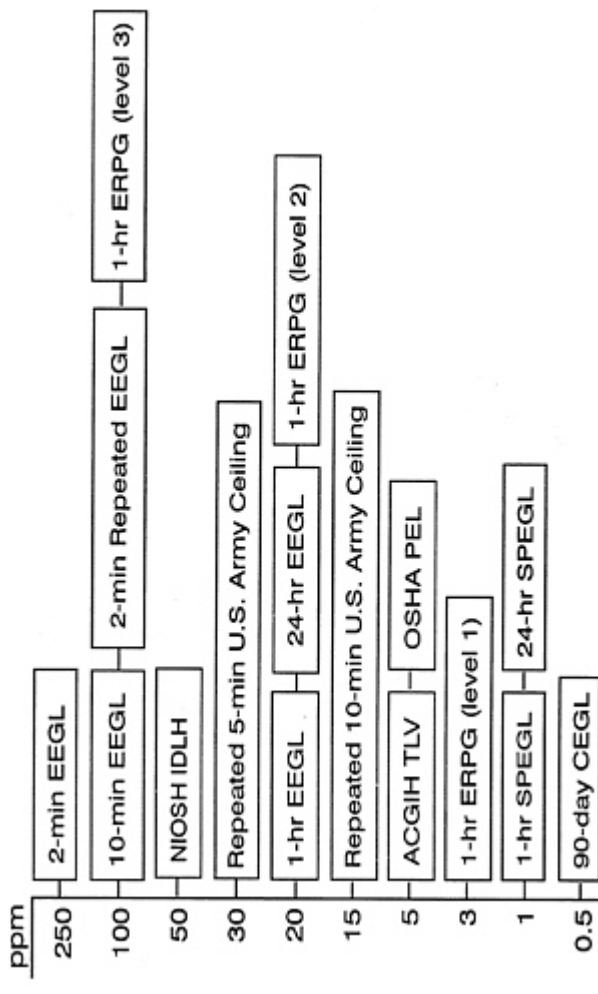 ppm
250 2-min EEGL
100 10-min EEGL 2-min Repeated EEGL 1-hr ERPG (level 3)
50 NIOSH IDLH
30 Repeated 5-min U.S. Army Ceiling
20 1-hr EEGL 24-hr EEGL 1-hr ERPG (level 2)
15 Repeated 10-min U.S. Army Ceiling
5 ACGIH TLV OSHA PEL
3 1-hr ERPG (level 1)
1 1-hr SPEGL 24-hr SPEGL
0.5 90-day CEGL